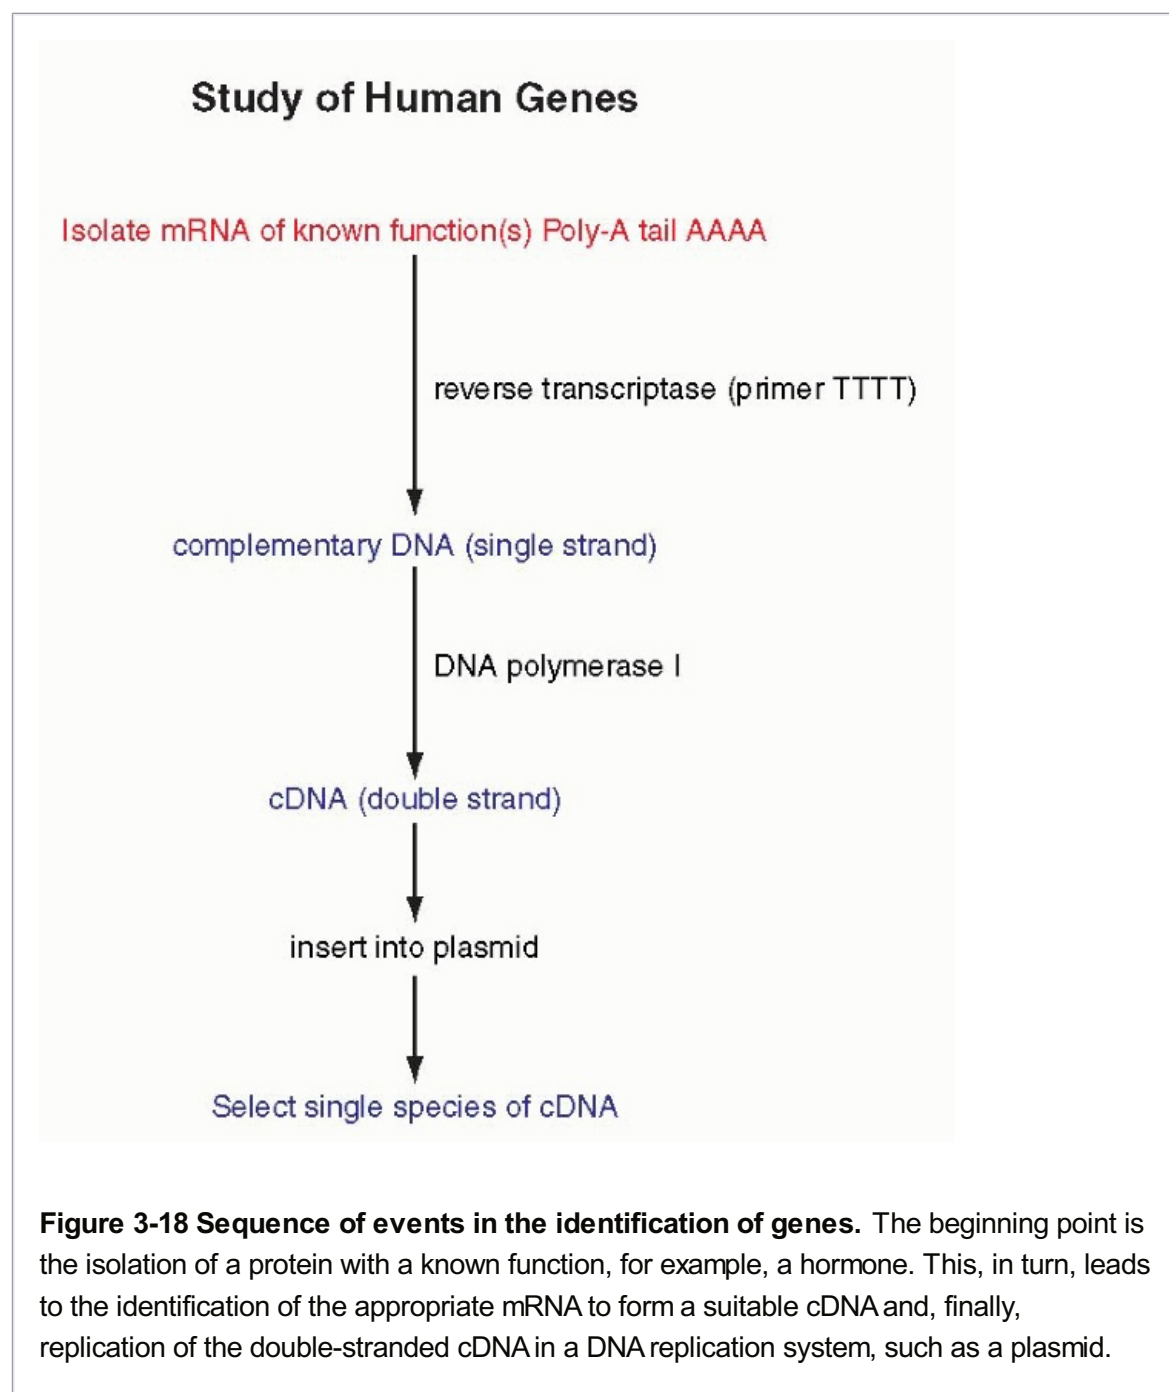 Study of Human Genes
Isolate mRNA of known function(s) Poly-A tail AAAA
reverse transcriptase (primer TTTT)
complementary DNA (single strand)
DNA polymerase I
cDNA (double strand)
insert into plasmid
Select single species of cDNA
Figure 3-18 Sequence of events in the identification of genes. The beginning point is
the isolation of a protein with a known function, for example, a hormone. This, in turn, leads
to the identification of the appropriate mRNA to form a suitable cDNA and, finally,
replication of the double-stranded cDNA in a DNA replication system, such as a plasmid.